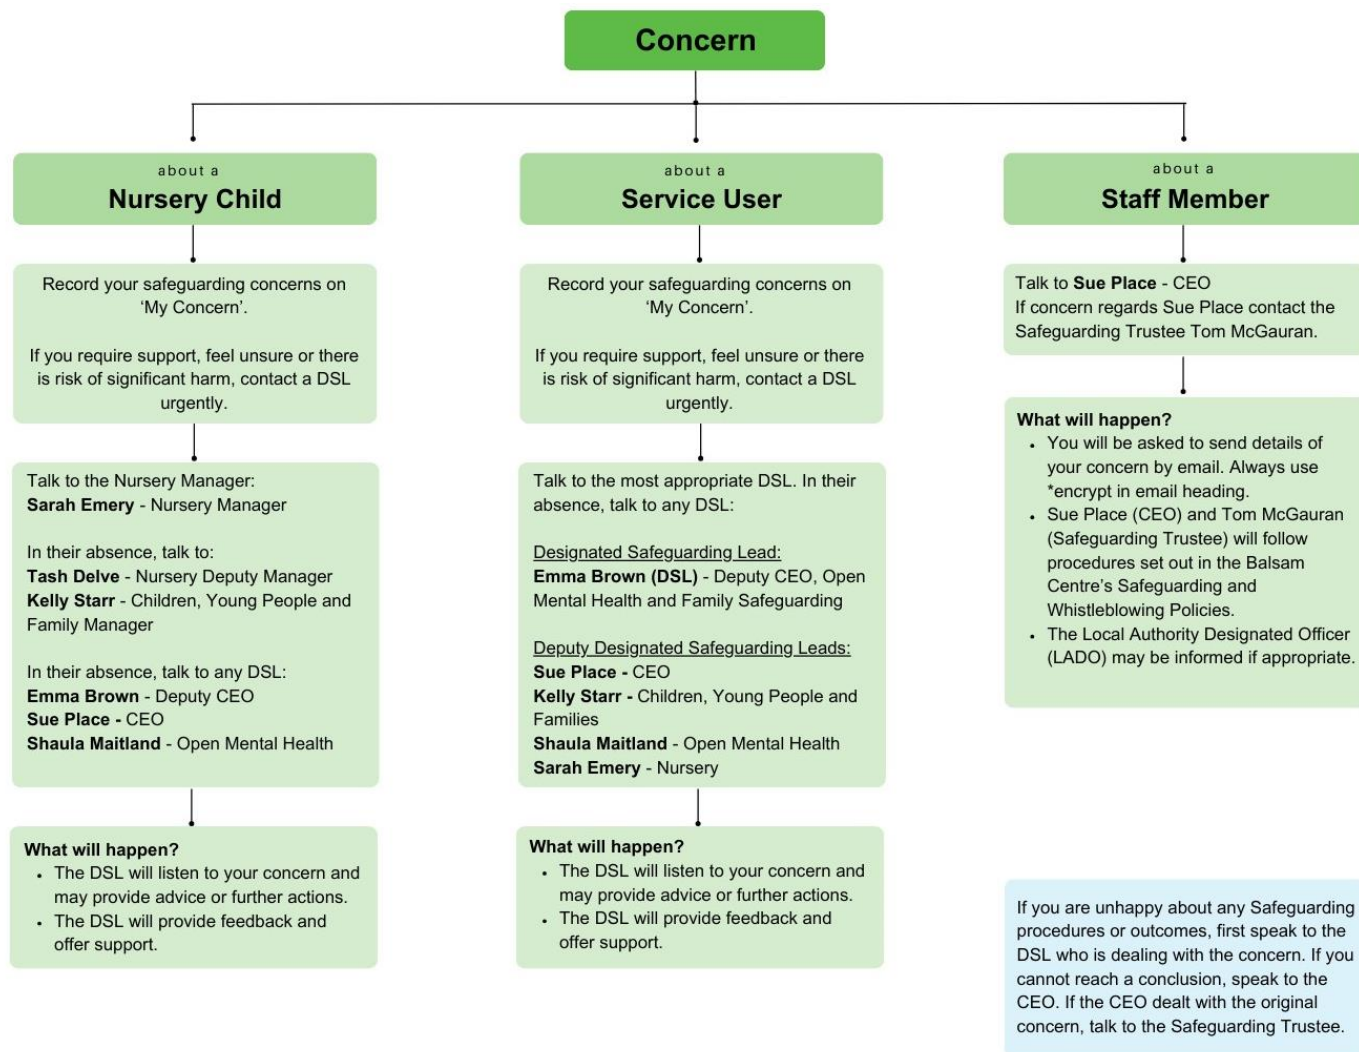 Concern
about a
Nursery Child
Record your safeguarding concerns on
‘My Concern’.
If you require support, feel unsure or there
is risk of significant harm, contact a DSL
urgently.
Talk to the Nursery Manager:
Sarah Emery - Nursery Manager
In their absence, talk to:
Tash Delve - Nursery Deputy Manager
Kelly Starr - Children, Young People and
Family Manager
In their absence, talk to any DSL:
Emma Brown - Deputy CEO
Sue Place - CEO
Shaula Maitland - Open Mental Health
What will happen?
• The DSL will listen to your concern and
may provide advice or further actions.
• The DSL will provide feedback and
offer support.
about a
Service User
Record your safeguarding concerns on
‘My Concern’.
If you require support, feel unsure or there
is risk of significant harm, contact a DSL
urgently.
Talk to the most appropriate DSL. In their
absence, talk to any DSL:
Designated Safeguarding Lead:
Emma Brown (DSL) - Deputy CEO, Open
Mental Health and Family Safeguarding
Deputy Designated Safeguarding Leads:
Sue Place - CEO
Kelly Starr - Children, Young People and
Families
Shaula Maitland - Open Mental Health
Sarah Emery - Nursery
What will happen?
• The DSL will listen to your concern and
may provide advice or further actions.
• The DSL will provide feedback and
offer support.
about a
Staff Member
Talk to Sue Place - CEO
If concern regards Sue Place contact the
Safeguarding Trustee Tom McGauran.
What will happen?
• You will be asked to send details of
your concern by email. Always use
*encrypt in email heading.
• Sue Place (CEO) and Tom McGauran
(Safeguarding Trustee) will follow
procedures set out in the Balsam
Centre’s Safeguarding and
Whistleblowing Policies.
• The Local Authority Designated Officer
(LADO) may be informed if appropriate.
If you are unhappy about any Safeguarding
procedures or outcomes, first speak to the
DSL who is dealing with the concern. If you
cannot reach a conclusion, speak to the
CEO. If the CEO dealt with the original
concern, talk to the Safeguarding Trustee.